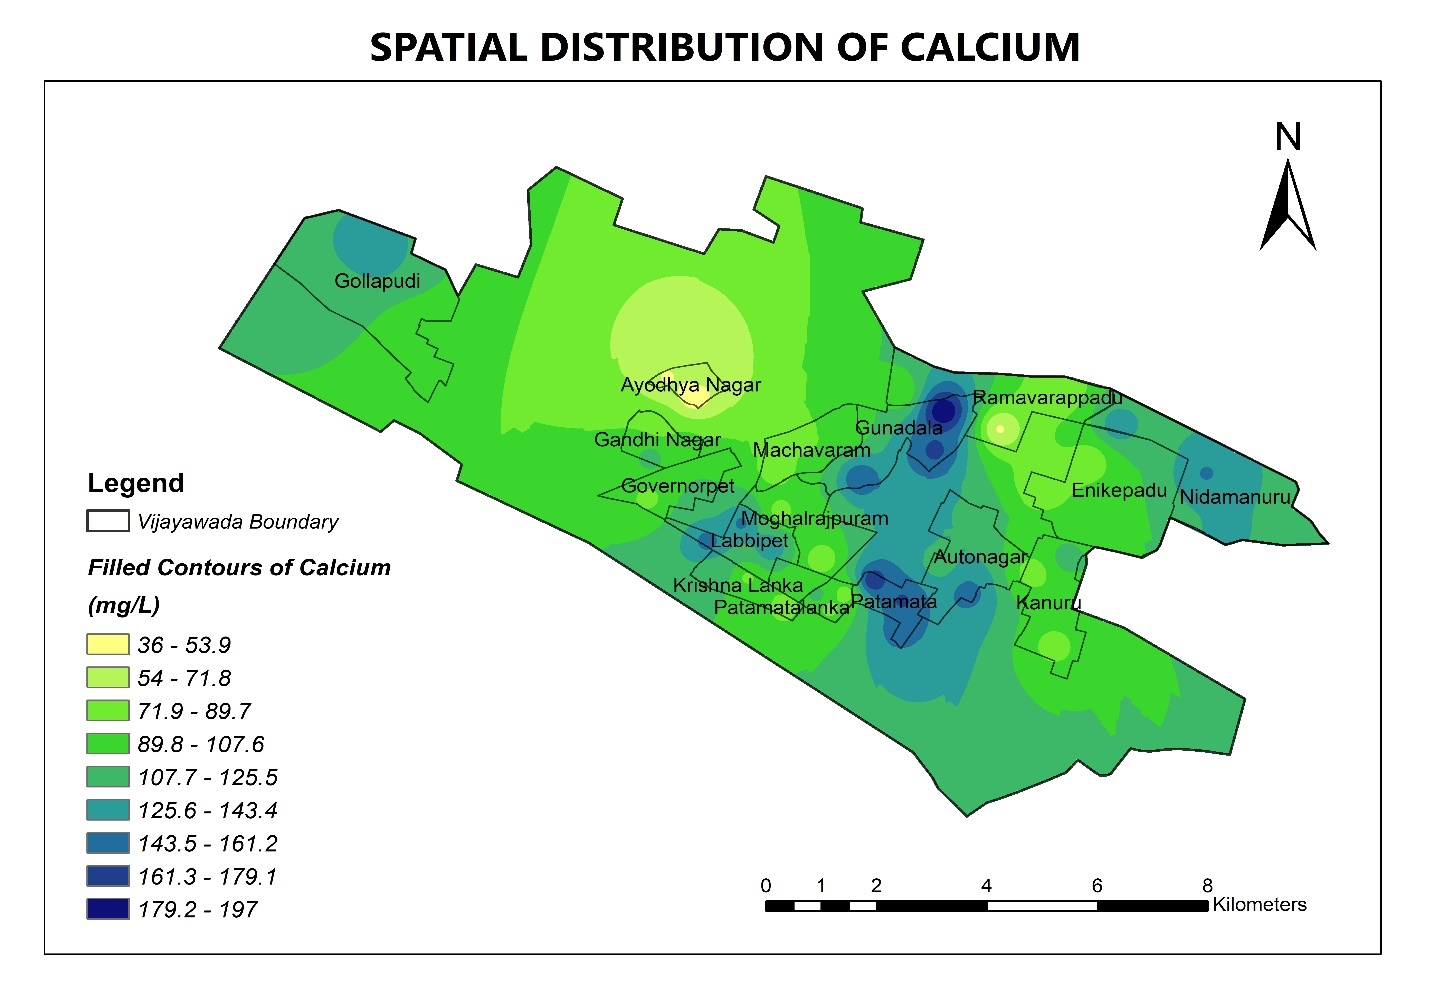 SPATIAL DISTRIBUTION OF CALCIUM
N
Gollapudi
Ayodhya Nagar
Ramavarappadu
Gunadala
Gandhi Nagar
Machavaram
Governorpet
Enikepadu
Nidamanuru
Moghalrajpuram
Labbipet
Autonagar
Krishna Lanka
Patamatalanka
Patamata
Kanuru
Legend
Vijayawada Boundary
Filled Contours of Calcium
(mg/L)
36 - 53.9
54 - 71.8
71.9 - 89.7
89.8 - 107.6
107.7 - 125.5
125.6 - 143.4
143.5 - 161.2
161.3 - 179.1
179.2 - 197
0 1 2 4 6 8
Kilometers